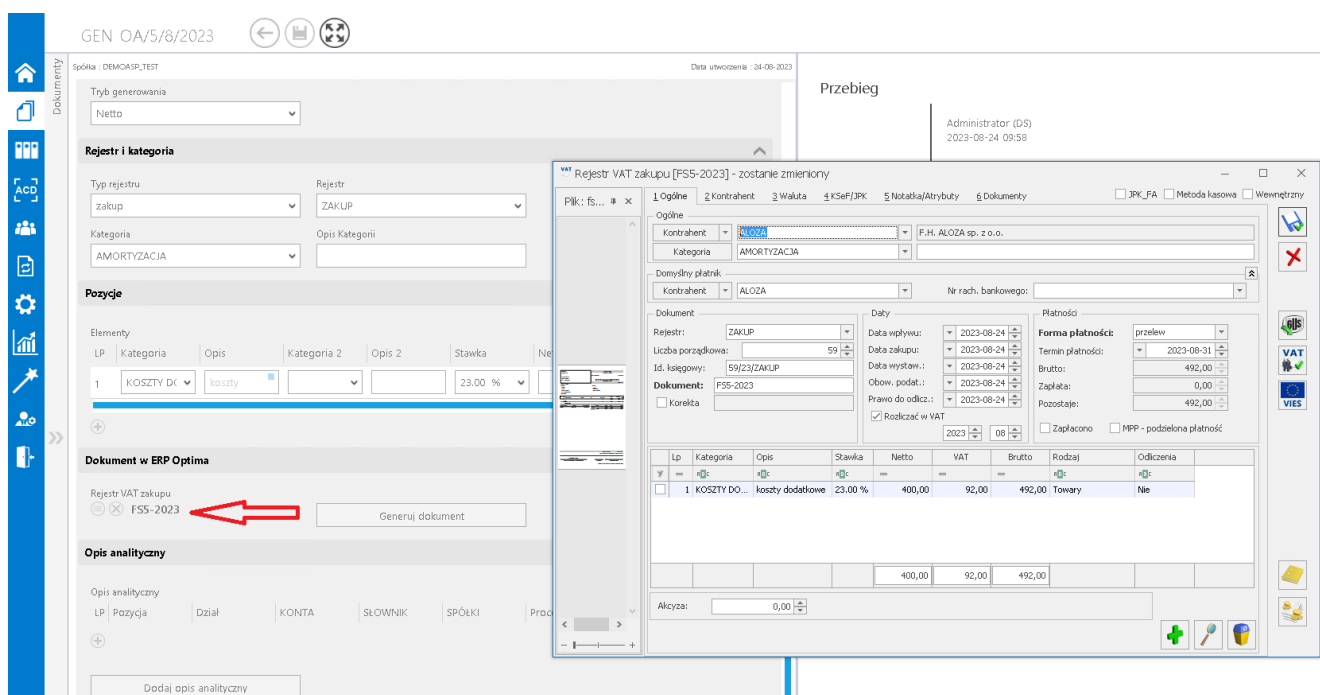 GEN OA/5/8/2023
Dokumenty
Spółka : DEMOASP_TEST
Data utworzenia : 24-08-2023
Tryb generowania
Netto
Rejestr i kategoria
Typ rejestru
Rejestr
zakup
ZAKUP
Kategoria
Opis Kategorii
AMORTYZACJA
Pozycje
Elementy
LP Kategoria Opis Kategoria 2 Opis 2 Stawka Ne
1 KOSZTY D( koszty 23.00 %
Dokument w ERP Optima
Rejestr VAT zakupu
FS5-2023
Generuj dokument
Opis analityczny
Opis analityczny
LP Pozycja Dział KONTA SŁOWNIK SPÓŁKI Proc
Dodaj opis analityczny
ACD
Przebieg
Administrator (DS)
2023-08-24 09:58
VAT Rejestr VAT zakupu [FS5-2023] - zostanie zmieniony
Plik: fs...
1 Ogólne 2 Kontrahent 3 Waluta 4 KSeF/JPK 5 Notatka/Atrybuty 6 Dokumenty
JPK_FA Metoda kasowa Wewnętrzny
Ogólne
Kontrahent ALOZA F.H. ALOZA sp. z o.o.
Kategoria AMORTYZACJA
Domyślny płatnik
Kontrahent ALOZA Nr rach. bankowego:
Dokument
Rejestr: ZAKUP
Liczba porządkowa: 59
Id. księgowy: 59/23/ZAKUP
Dokument: FS5-2023
Korekta
Daty
Data wpływu: 2023-08-24
Data zakupu: 2023-08-24
Data wystaw.: 2023-08-24
Obow. podat.: 2023-08-24
Prawo do odlicz.: 2023-08-24
Rozliczać w VAT
2023 08
Płatności
Forma płatności: przelew
Termin płatności: 2023-08-31
Brutto: 492,00
Zapłata: 0,00
Pozostaje: 492,00
Zapłacono MPP - podzielona płatność
Lp Kategoria Opis Stawka Netto VAT Brutto Rodzaj Odliczenia
1 KOSZTY DO... koszty dodatkowe 23.00 % 400,00 92,00 492,00 Towary Nie
400,00 92,00 492,00
Akcyza: 0,00
GUS
VAT
VIES